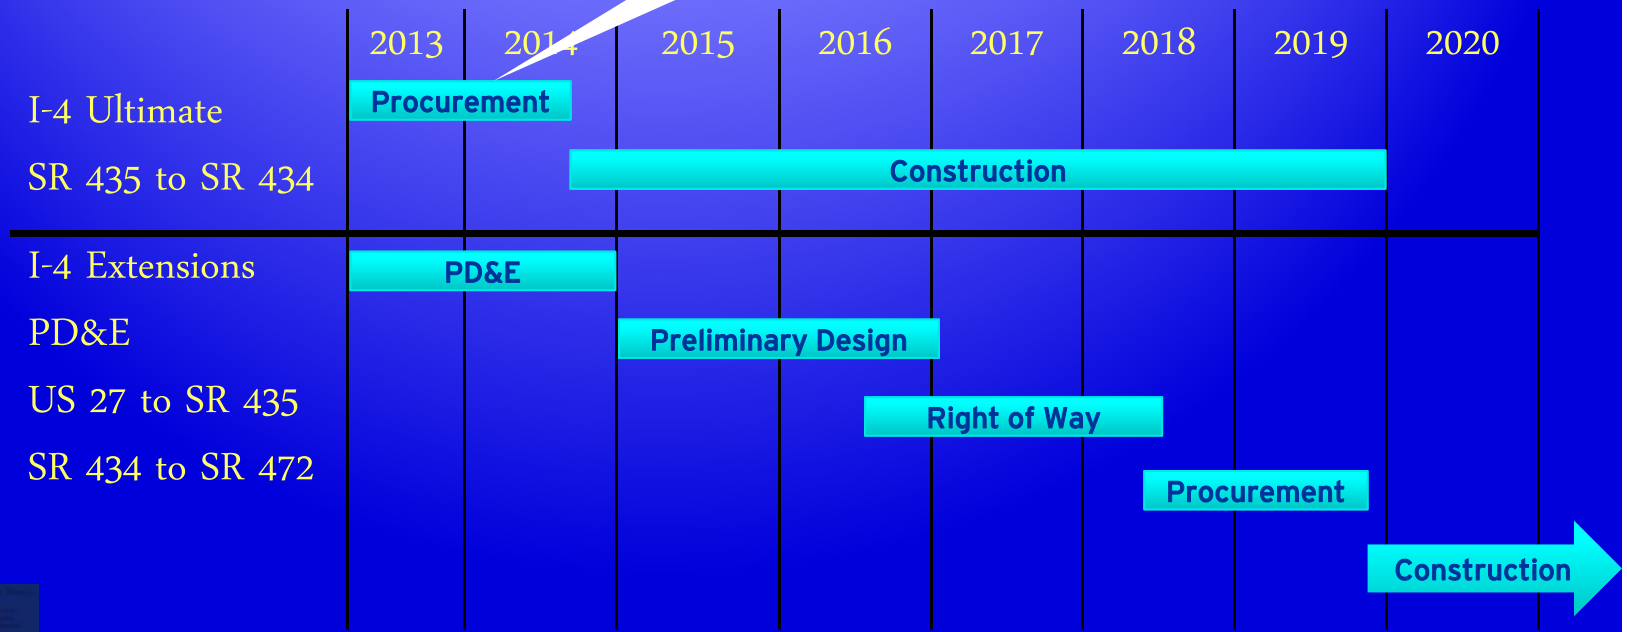 2013 2014 2015 2016 2017 2018 2019 2020
I-4 Ultimate
Procurement
SR 435 to SR 434
Construction
I-4 Extensions
PD&E
PD&E
Preliminary Design
US 27 to SR 435
Right of Way
SR 434 to SR 472
Procurement
Construction